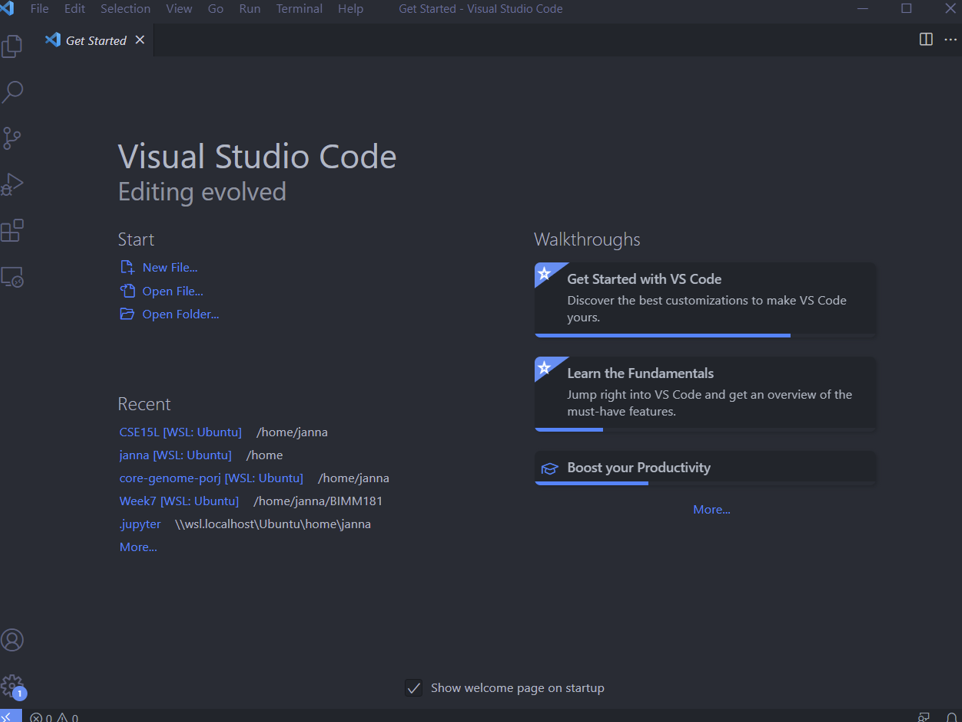 File Edit Selection View Go Run Terminal Help Get Started - Visual Studio Code
Get Started
Visual Studio Code
Editing evolved
Start
New File...
Open File...
Open Folder...
Recent
CSE15L [WSL: Ubuntu] /home/janna
janna [WSL: Ubuntu] /home
core-genome-porj [WSL: Ubuntu] /home/janna
Week7 [WSL: Ubuntu] /home/janna/BIMM181
.jupyter \\wsl.localhost\Ubuntu\home\janna
More...
Walkthroughs
Get Started with VS Code
Discover the best customizations to make VS Code
yours.
Learn the Fundamentals
Jump right into VS Code and get an overview of the
must-have features.
Boost your Productivity
More...
Show welcome page on startup
1
0 0